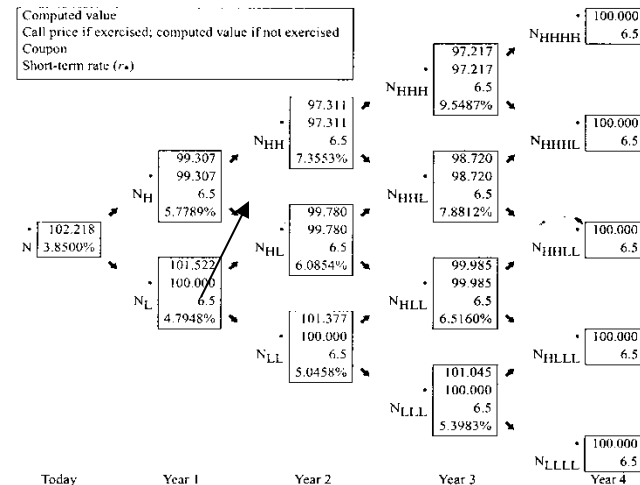 Computed value
Call price if exercised; computed value if not exercised
Coupon
Short-term rate (r*)
100.000
6.5
NHHHH
97.217
97.217
6.5
9.5487%
NHHH
97.311
97.311
6.5
7.3553%
NHH
100.000
6.5
NHHHL
99.307
99.307
6.5
5.7789%
NH
98.720
98.720
6.5
7.8812%
NHHL
102.218
3.8500%
N
99.780
99.780
6.5
6.0854%
NHL
100.000
6.5
NHHLL
101.522
100.000
6.5
4.7948%
NL
99.985
99.985
6.5
6.5160%
NHLL
101.377
100.000
6.5
5.0458%
NLL
100.000
6.5
NHLLL
101.045
100.000
6.5
5.3983%
NLLL
100.000
6.5
NLLLL
Today Year 1 Year 2 Year 3 Year 4